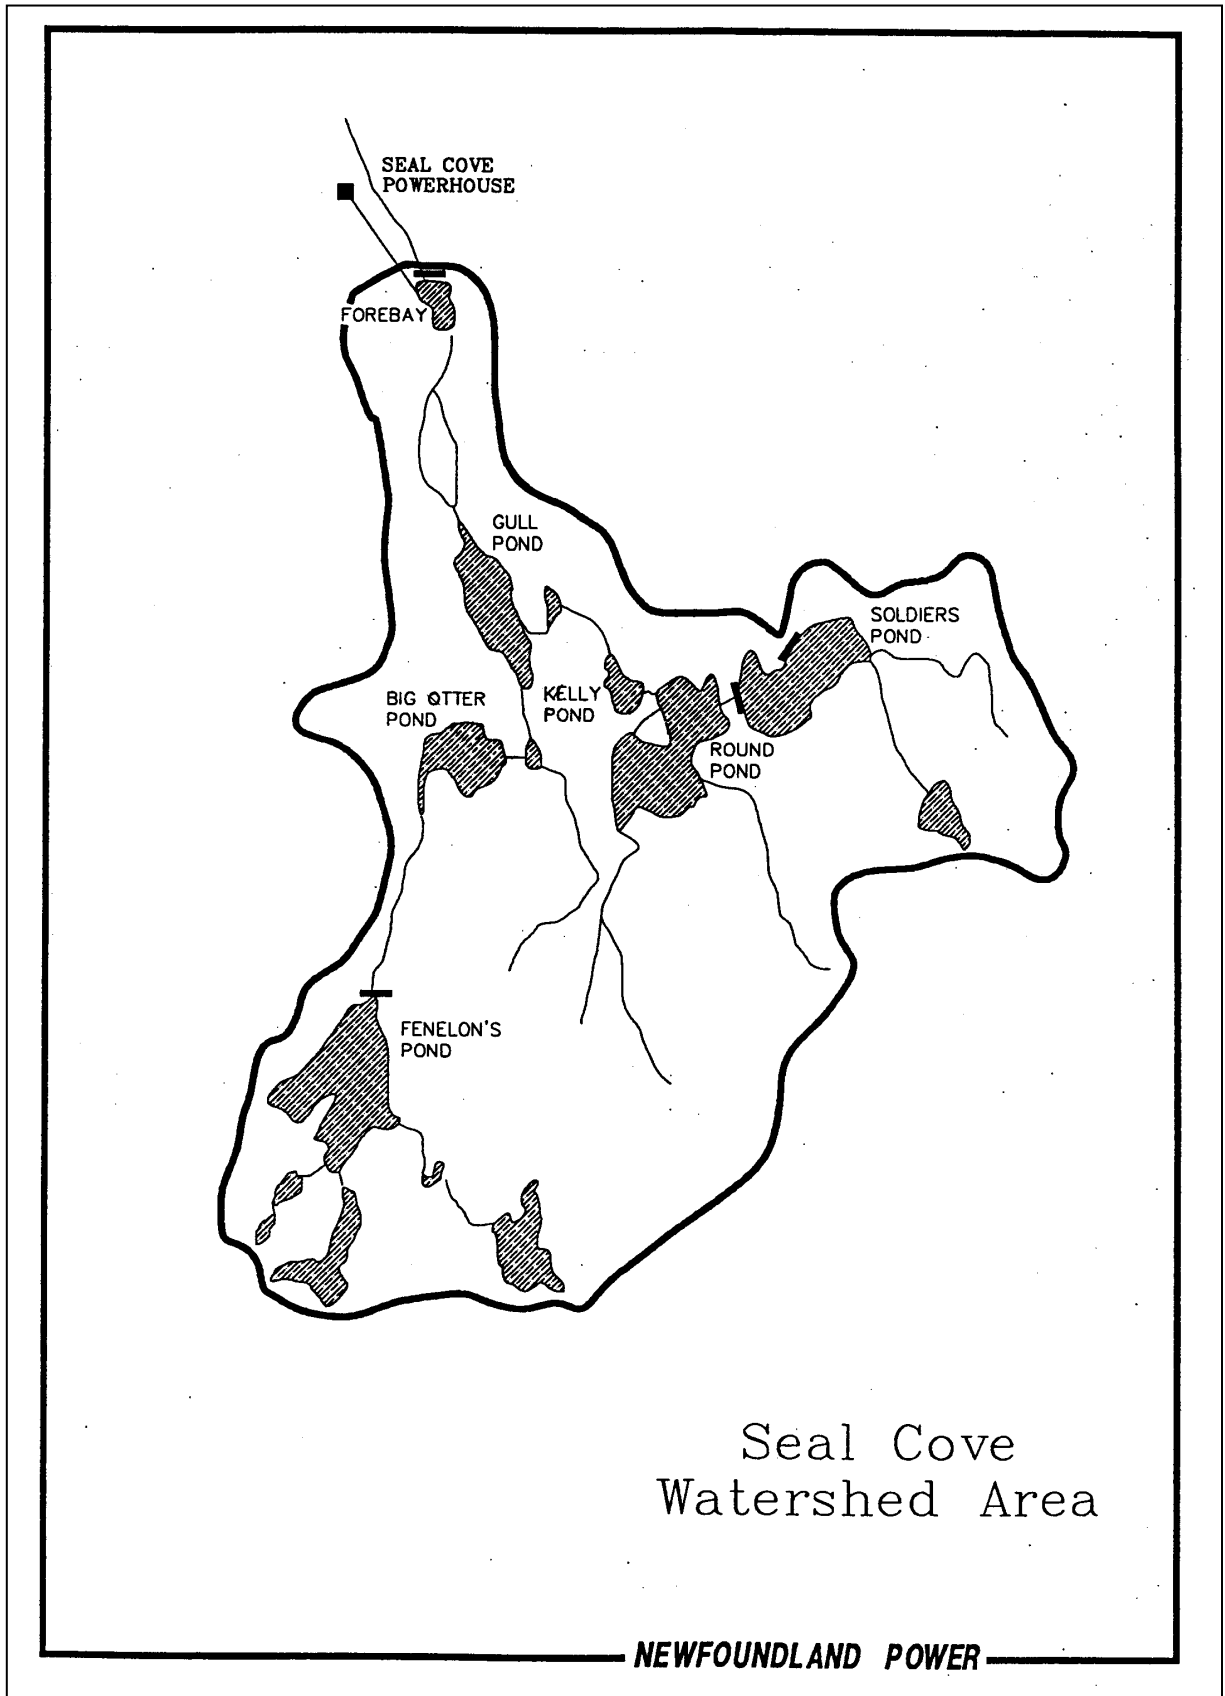 SEAL COVE
POWERHOUSE
FOREBAY
GULL
POND
SOLDIERS
POND
BIG OTTER
POND
KELLY
POND
ROUND
POND
FENELON'S
POND
Seal Cove
Watershed Area
NEWFOUNDLAND POWER